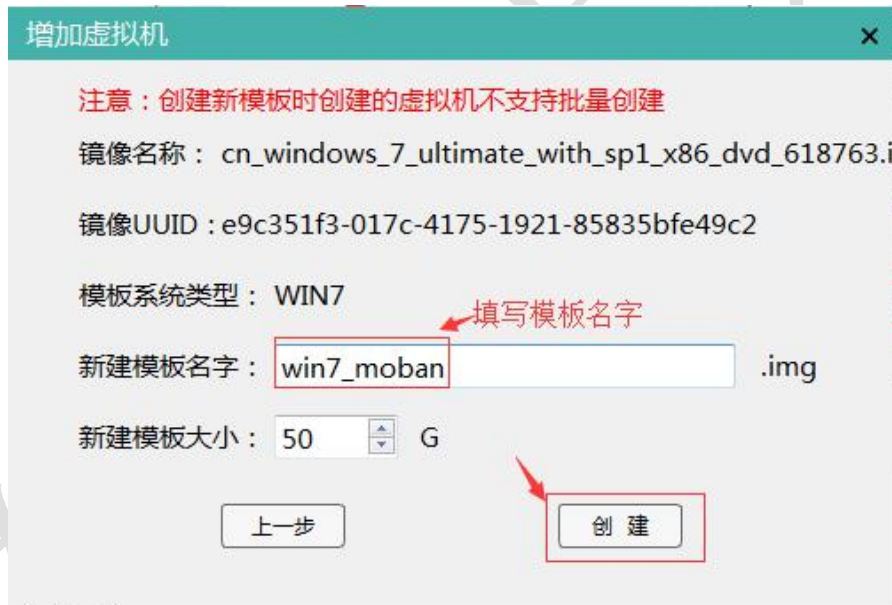 增加虚拟机
注意：创建新模板时创建的虚拟机不支持批量创建
镜像名称： cn_windows_7_ultimate_with_sp1_x86_dvd_618763.i
镜像UUID：e9c351f3-017c-4175-1921-85835bfe49c2
模板系统类型： WIN7
填写模板名字
新建模板名字： win7_moban .img
新建模板大小： 50 G
上一步 创 建